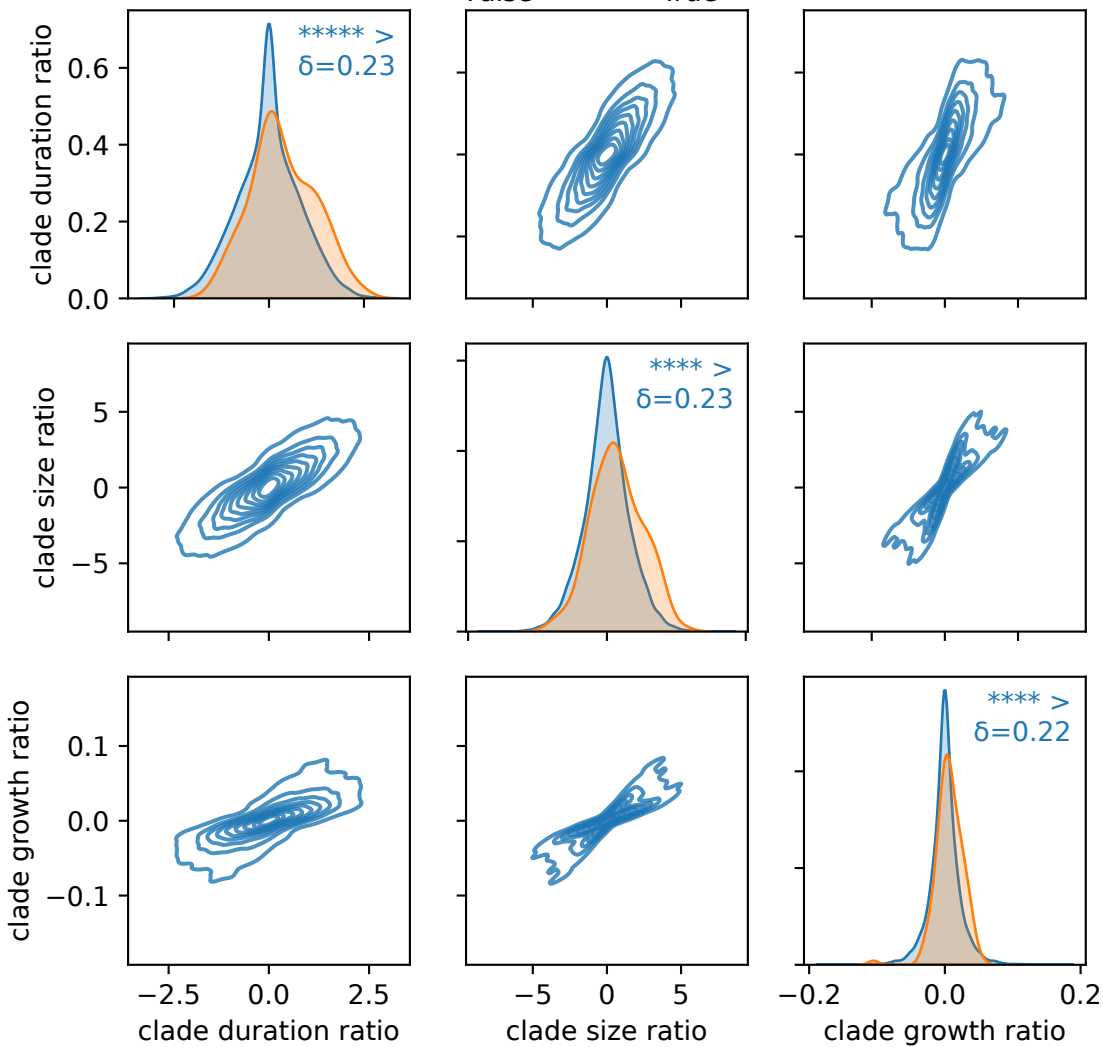 clade duration ratio
0.6
0.4
0.2
0.0
***** >
δ=0.23
clade size ratio
5
0
−5
**** >
δ=0.23
clade growth ratio
0.1
0.0
−0.1
**** >
δ=0.22
−2.5
0.0
2.5
−5
0
5
−0.2
0.0
0.2
clade duration ratio
clade size ratio
clade growth ratio